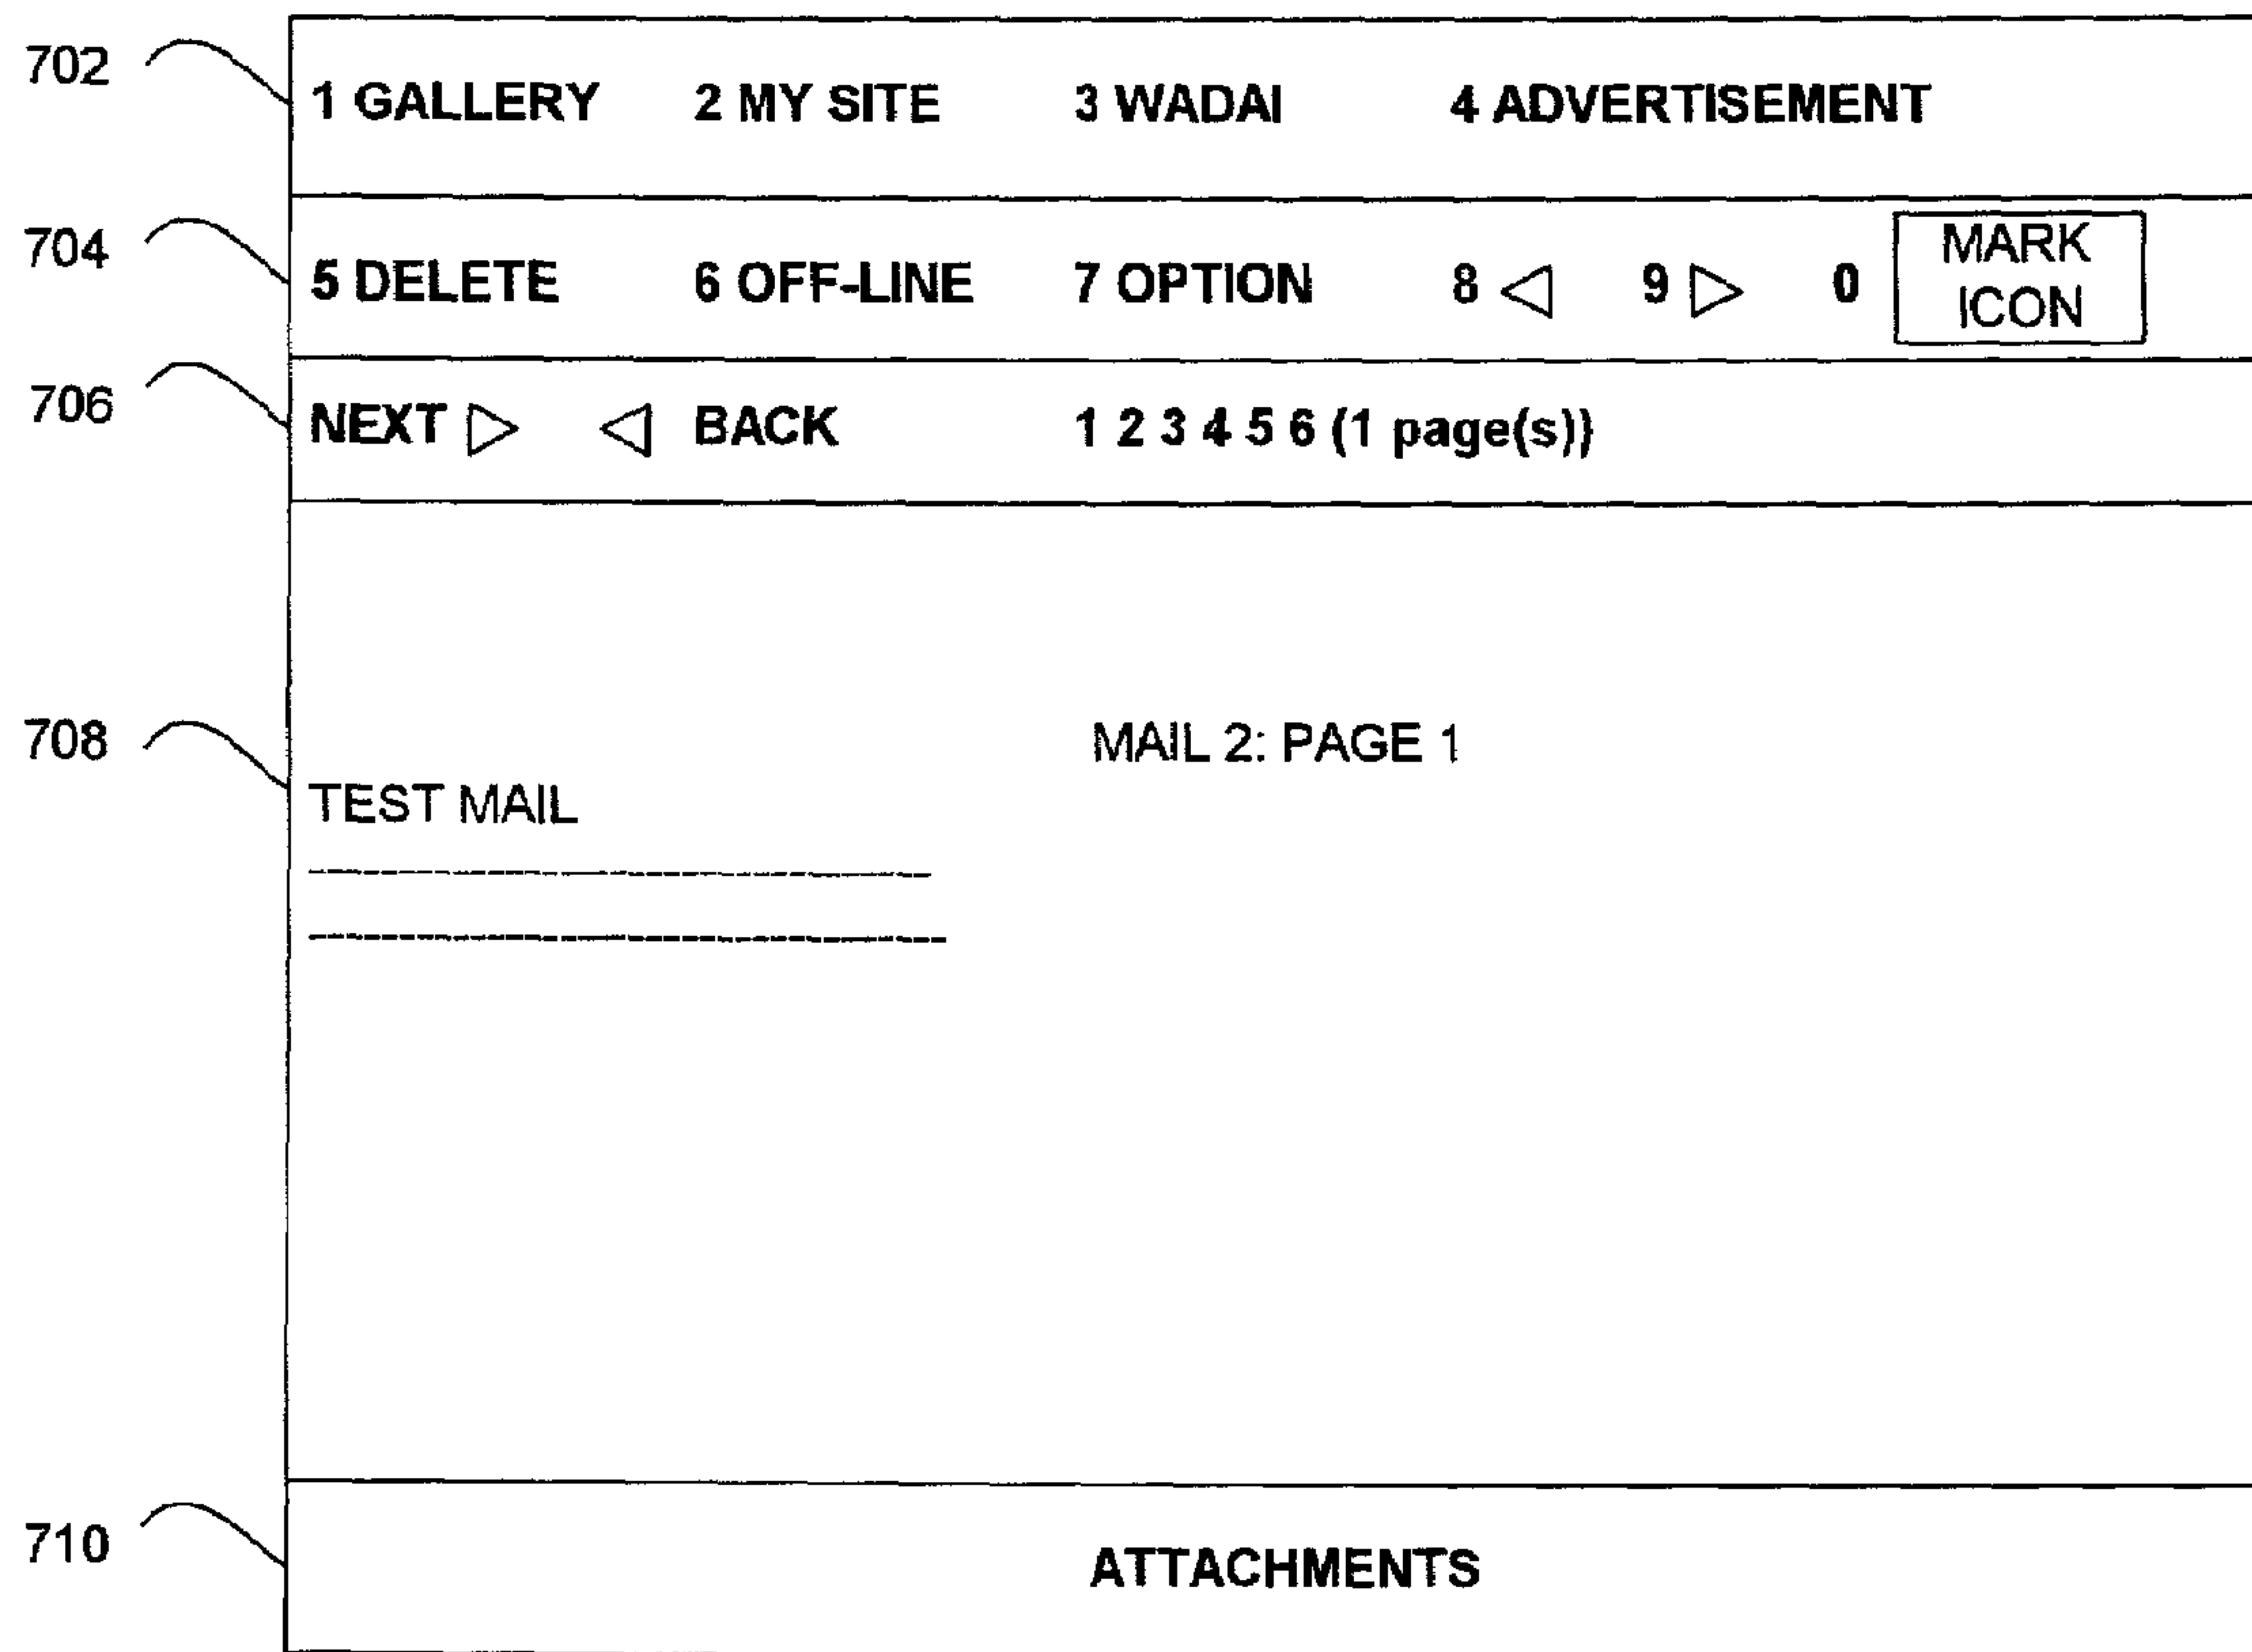 702
1 GALLERY 2 MY SITE 3 WADAI 4 ADVERTISEMENT
704
5 DELETE 6 OFF-LINE 7 OPTION 8 ◁ 9 ▷ 0 MARK
ICON
706
NEXT ▷ ◁ BACK 1 2 3 4 5 6 (1 page(s))
708
MAIL 2: PAGE 1
TEST MAIL
710
ATTACHMENTS